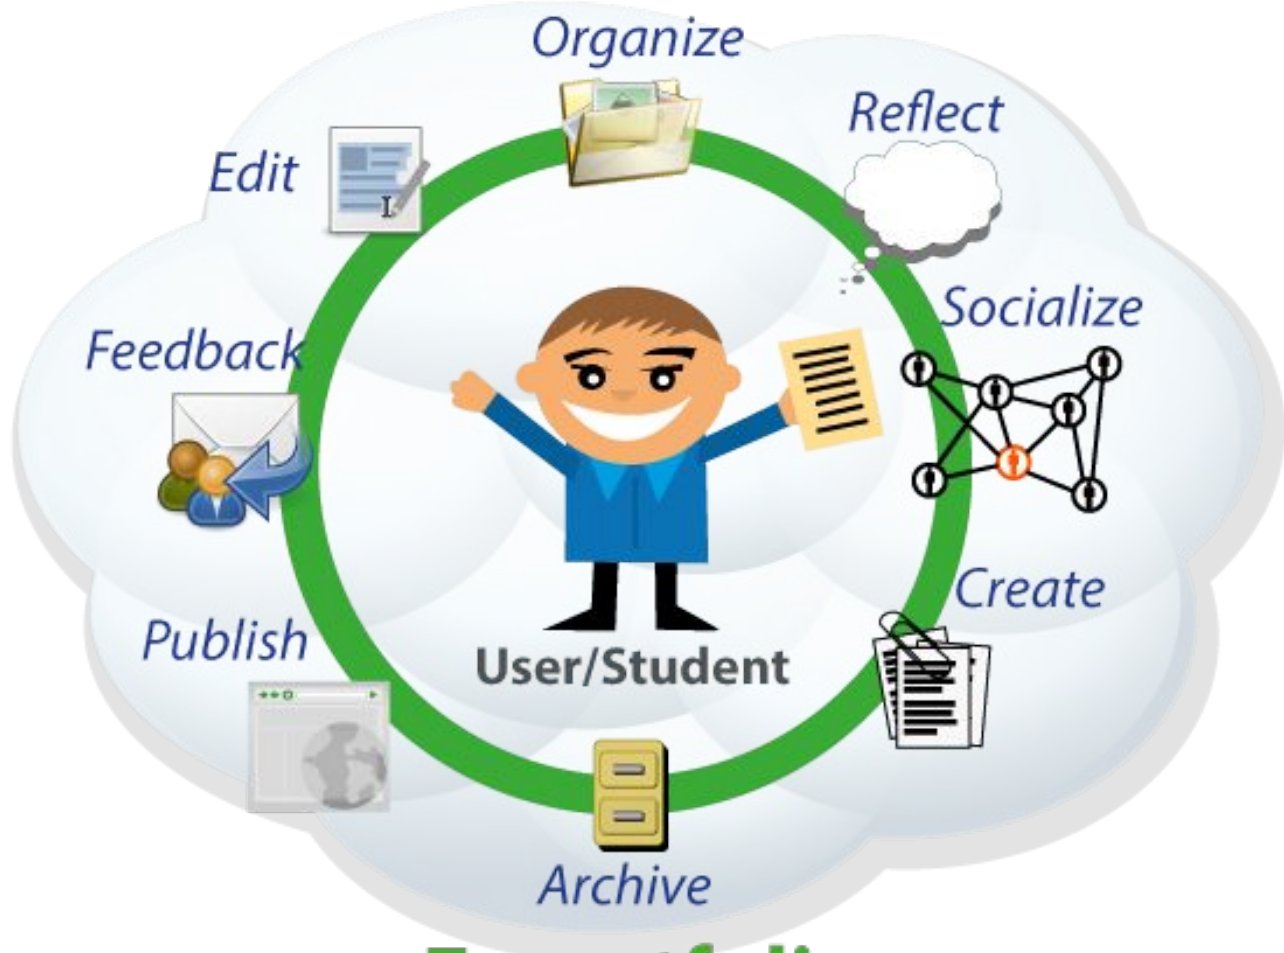 Organize
Reflect
Edit
Socialize
Feedback
Create
Publish
User/Student
Archive